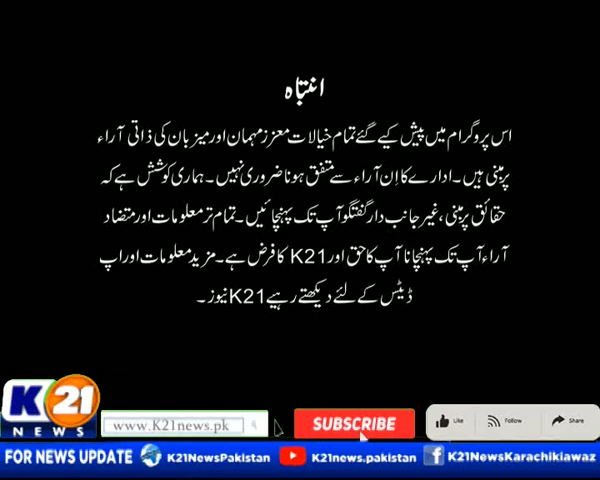 انتباہ
اس پروگرام میں پیش کیے گئے تمام خیالات معزز مہمان اور میزبان کی ذاتی آراء
پر مبنی ہیں۔ ادارے کا اِن آراء سے متفق ہونا ضروری نہیں۔ ہماری کوشش ہے کہ
حقائق پر مبنی، غیر جانب دار گفتگو آپ تک پہنچائیں۔ تمام تر معلومات اور متضاد
آراء آپ تک پہنچانا آپ کا حق اور K21 کا فرض ہے۔ مزید معلومات اور اپ
ڈیٹس کے لئے دیکھتے رہیے K21 نیوز۔
K21
NEWS
www.K21news.pk
SUBSCRIBE
Like
Follow
Share
FOR NEWS UPDATE K21NewsPakistan K21news.pakistan K21NewsKarachikiawaz